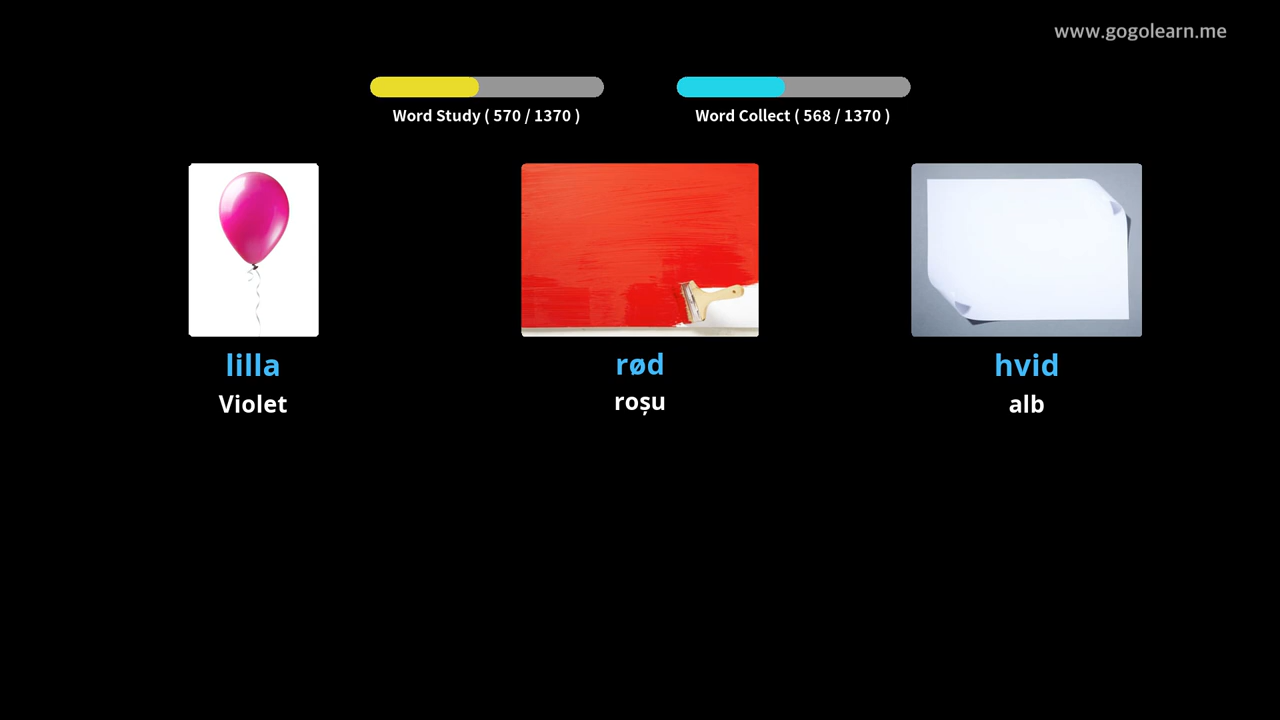 www.gogolearn.me
Word Study ( 570 / 1370 )
Word Collect ( 568 / 1370 )
lilla
Violet
rød
roșu
hvid
alb